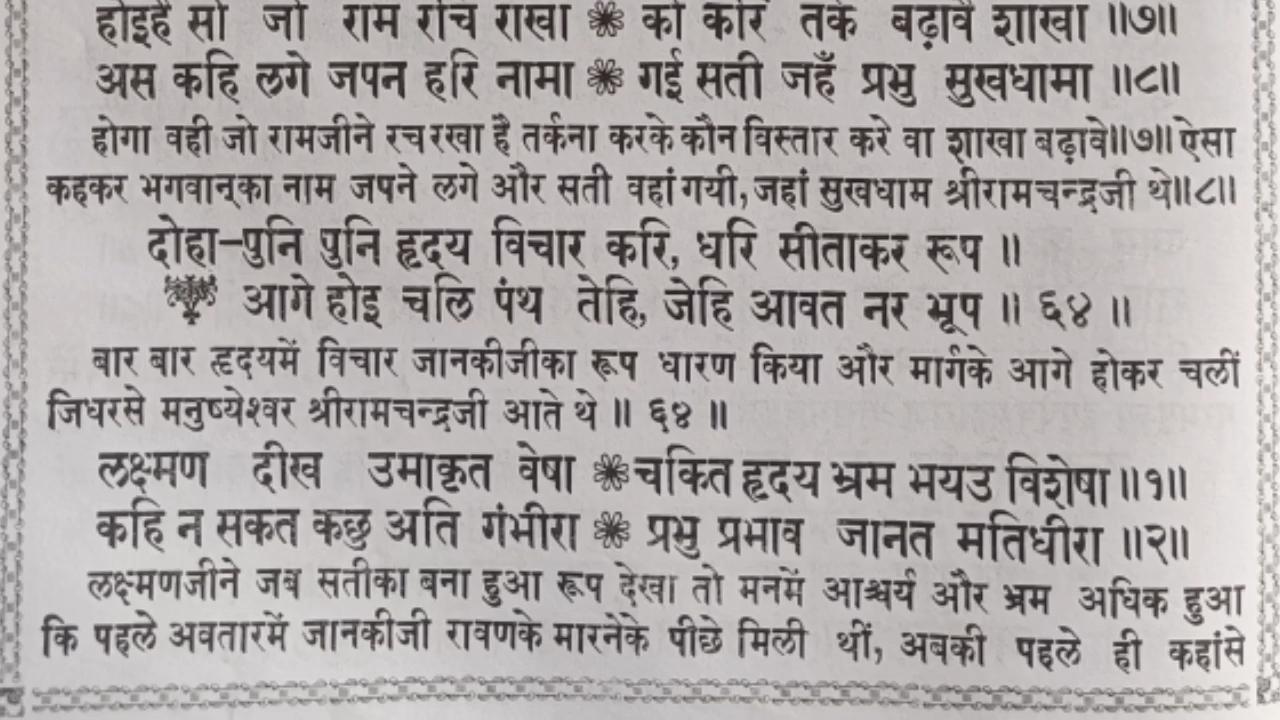 होइहै सो जो राम रचि राखा ❋ को करि तर्क बढ़ावै शाखा ॥७॥
अस कहि लगे जपन हरि नामा ❋ गई सती जहँ प्रभु सुखधामा ॥८॥
होगा वही जो रामजीने रचरखा है तर्कना करके कौन विस्तार करे वा शाखा बढ़ावे॥७॥ ऐसा
कहकर भगवान्‌का नाम जपने लगे और सती वहां गयी, जहां सुखधाम श्रीरामचन्द्रजी थे॥८॥
दोहा–पुनि पुनि हृदय विचार करि, धरि सीताकर रूप ॥
आगे होइ चलि पंथ तेहि, जेहि आवत नर भूप ॥ ६४ ॥
बार बार हृदयमें विचार जानकीजीका रूप धारण किया और मार्गके आगे होकर चलीं
जिधरसे मनुष्येश्वर श्रीरामचन्द्रजी आते थे ॥ ६४ ॥
लक्ष्मण दीख उमाकृत वेषा ❋ चकित हृदय भ्रम भयउ विशेषा ॥१॥
कहि न सकत कछु अति गंभीरा ❋ प्रभु प्रभाव जानत मतिधीरा ॥२॥
लक्ष्मणजीने जब सतीका बना हुआ रूप देखा तो मनमें आश्चर्य और भ्रम अधिक हुआ
कि पहले अवतारमें जानकीजी रावणके मारनेके पीछे मिली थीं, अबकी पहले ही कहांसे